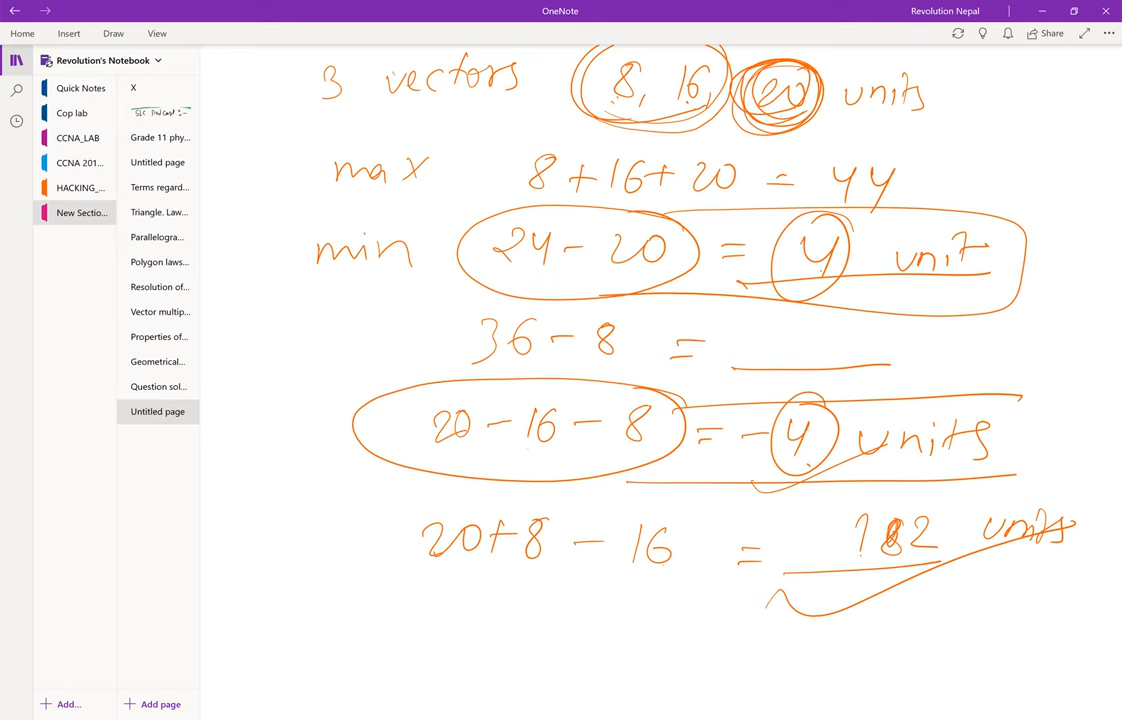 OneNote
Revolution Nepal
Home Insert Draw View
Share
Revolution's Notebook
Quick Notes
Cop lab
CCNA_LAB
CCNA 201...
HACKING_...
New Sectio...
X
Grade 11 phy...
Untitled page
Terms regard...
Triangle. Law...
Parallelogra...
Polygon laws...
Resolution of...
Vector multip...
Properties of...
Geometrical...
Question sol...
Untitled page
Add...
Add page
3 vectors 8, 16, 20 units
max 8 + 16 + 20 = 44
min 24 - 20 = 4 unit
36 - 8 =
20 - 16 - 8 = - 4 units
20 + 8 - 16 = units